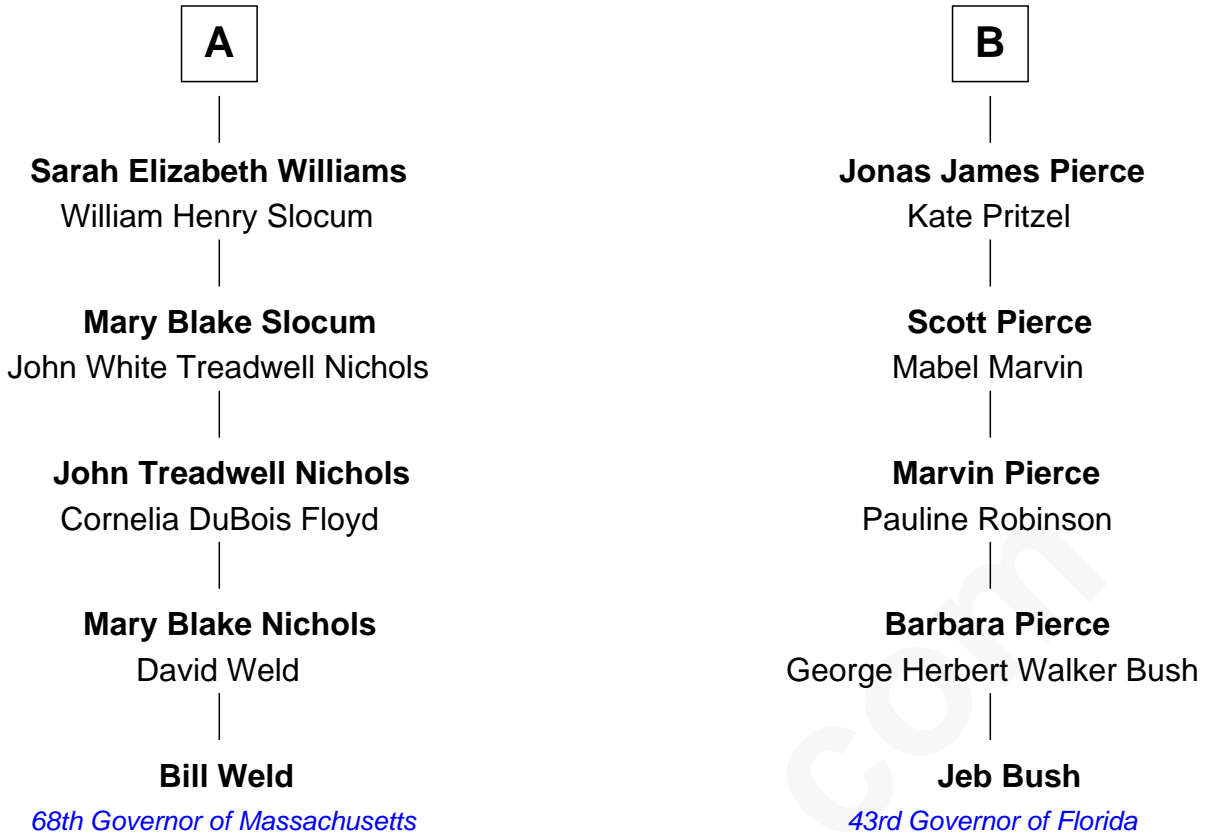 A
B
Sarah Elizabeth Williams
William Henry Slocum
Jonas James Pierce
Kate Pritzel
Mary Blake Slocum
John White Treadwell Nichols
Scott Pierce
Mabel Marvin
John Treadwell Nichols
Cornelia DuBois Floyd
Marvin Pierce
Pauline Robinson
Mary Blake Nichols
David Weld
Barbara Pierce
George Herbert Walker Bush
Bill Weld
68th Governor of Massachusetts
Jeb Bush
43rd Governor of Florida
com